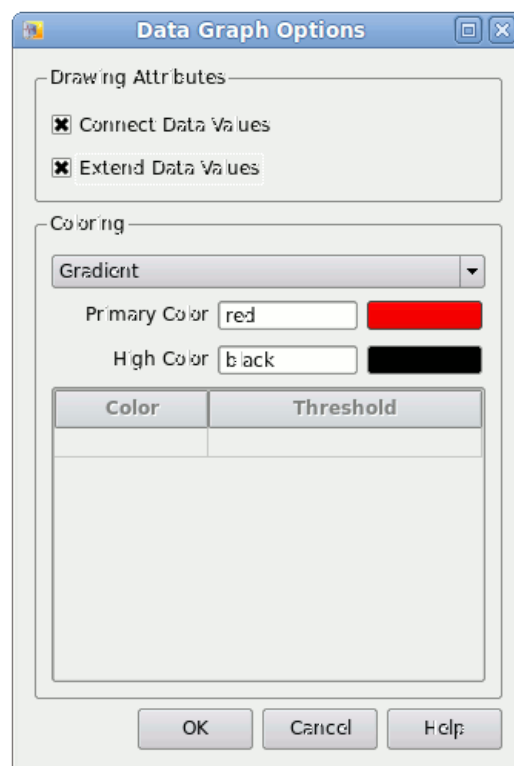 Data Graph Options
Drawing Attributes
Connect Data Values
Extend Data Values
Coloring
Gradient
Primary Color red
High Color black
Color Threshold
OK Cancel Help